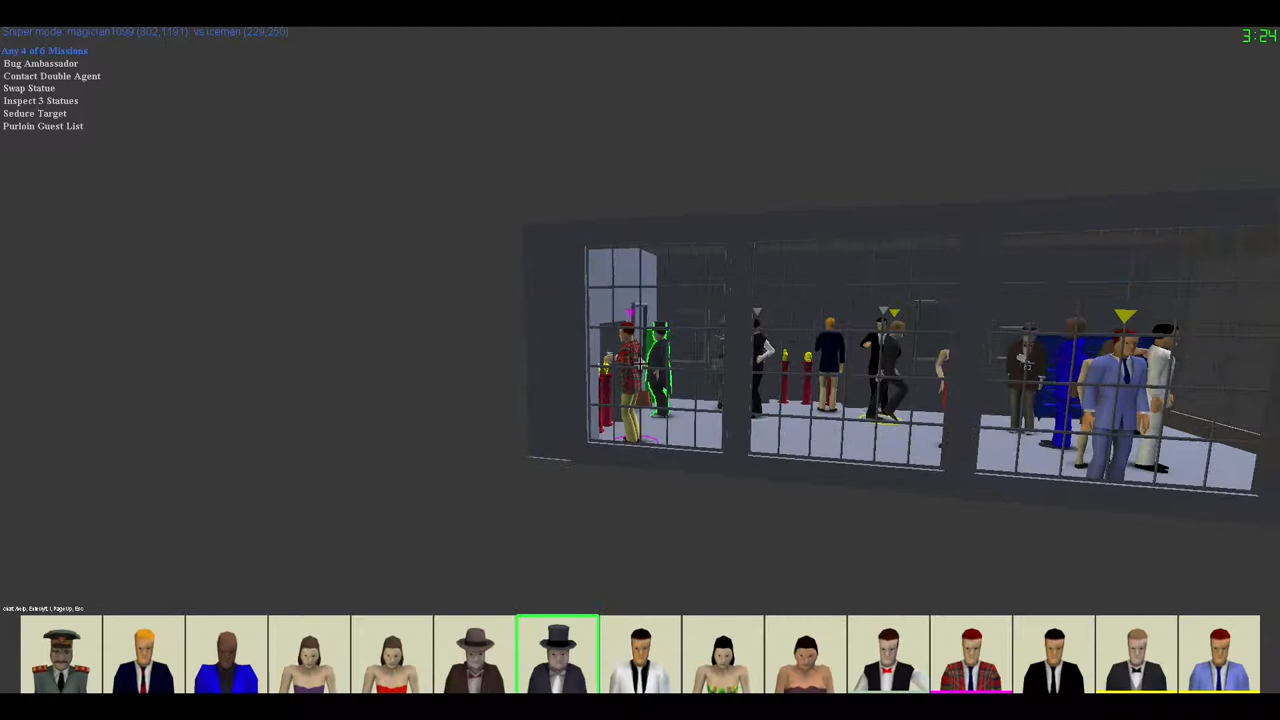 Sniper mode: magician1099 (802,1191) vs iceman (229,250)
3:24
Any 4 of 6 Missions
Bug Ambassador
Contact Double Agent
Swap Statue
Inspect 3 Statues
Seduce Target
Purloin Guest List